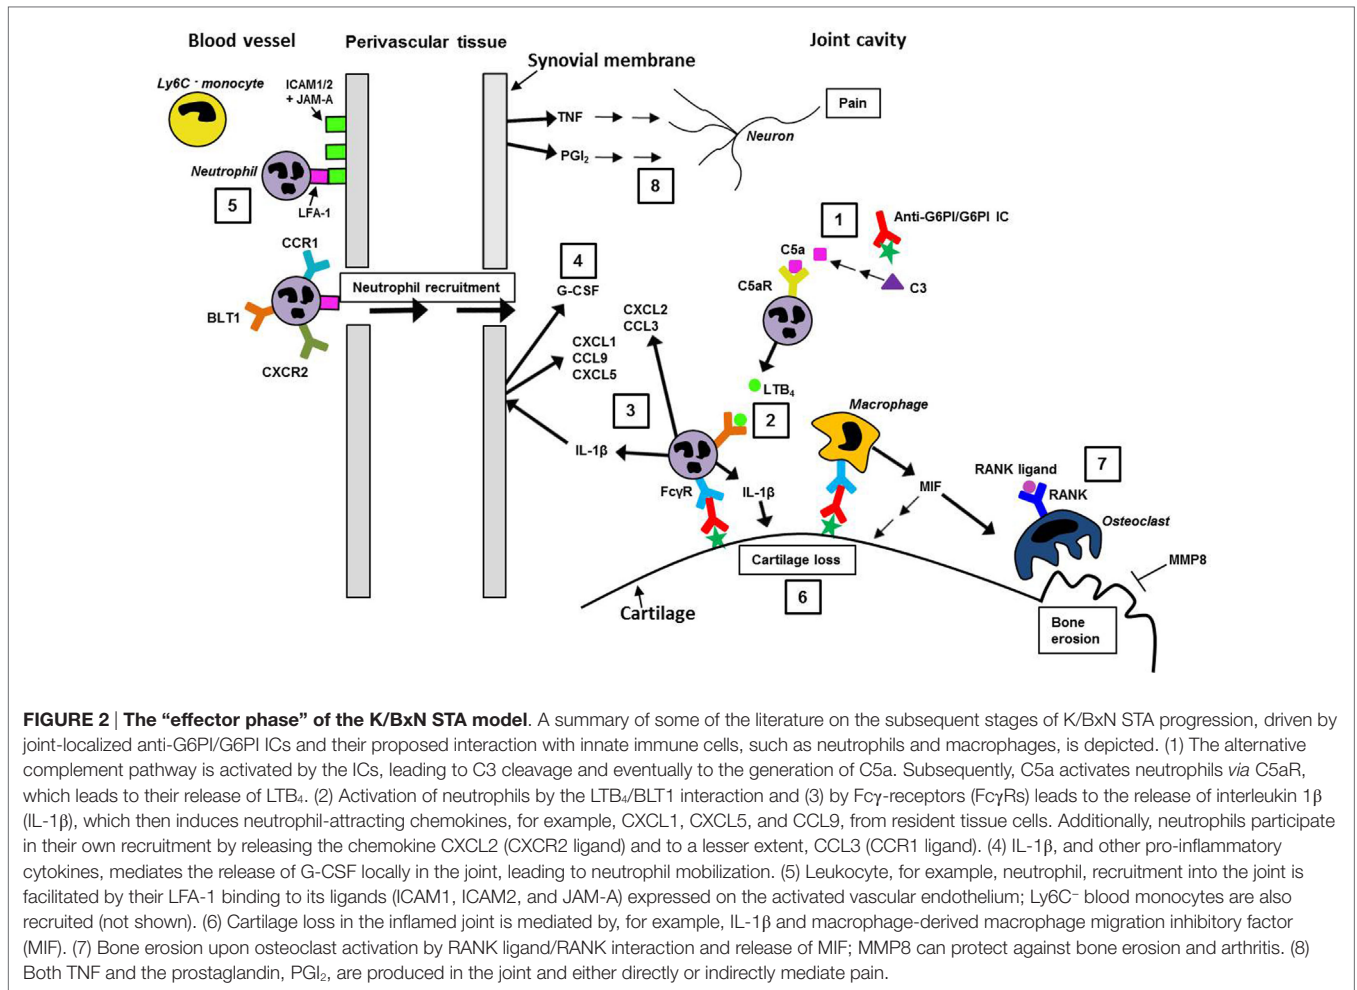 Blood vessel
Perivascular tissue
Joint cavity
Synovial membrane
Ly6C - monocyte
ICAM1/2
+ JAM-A
Neutrophil
5
LFA-1
TNF
PGI₂
8
Neuron
Pain
1
Anti-G6PI/G6PI IC
C5a
C5aR
C3
CCR1
BLT1
CXCR2
Neutrophil recruitment
4
G-CSF
CXCL2
CCL3
CXCL1
CCL9
CXCL5
LTB₄
3
2
Macrophage
IL-1β
FcγR
IL-1β
MIF
RANK ligand
7
RANK
Osteoclast
MMP8
Cartilage loss
6
Cartilage
Bone
erosion
FIGURE 2 | The “effector phase” of the K/BxN STA model. A summary of some of the literature on the subsequent stages of K/BxN STA progression, driven by
joint-localized anti-G6PI/G6PI ICs and their proposed interaction with innate immune cells, such as neutrophils and macrophages, is depicted. (1) The alternative
complement pathway is activated by the ICs, leading to C3 cleavage and eventually to the generation of C5a. Subsequently, C5a activates neutrophils via C5aR,
which leads to their release of LTB₄. (2) Activation of neutrophils by the LTB₄/BLT1 interaction and (3) by Fcγ-receptors (FcγRs) leads to the release of interleukin 1β
(IL-1β), which then induces neutrophil-attracting chemokines, for example, CXCL1, CXCL5, and CCL9, from resident tissue cells. Additionally, neutrophils participate
in their own recruitment by releasing the chemokine CXCL2 (CXCR2 ligand) and to a lesser extent, CCL3 (CCR1 ligand). (4) IL-1β, and other pro-inflammatory
cytokines, mediates the release of G-CSF locally in the joint, leading to neutrophil mobilization. (5) Leukocyte, for example, neutrophil, recruitment into the joint is
facilitated by their LFA-1 binding to its ligands (ICAM1, ICAM2, and JAM-A) expressed on the activated vascular endothelium; Ly6C⁻ blood monocytes are also
recruited (not shown). (6) Cartilage loss in the inflamed joint is mediated by, for example, IL-1β and macrophage-derived macrophage migration inhibitory factor
(MIF). (7) Bone erosion upon osteoclast activation by RANK ligand/RANK interaction and release of MIF; MMP8 can protect against bone erosion and arthritis. (8)
Both TNF and the prostaglandin, PGI₂, are produced in the joint and either directly or indirectly mediate pain.